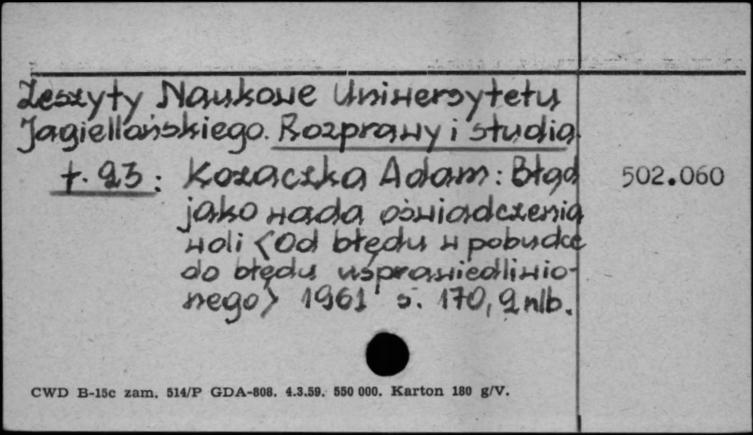 Zeszyty Naukowe Uniwersytetu
Jagiellońskiego. Rozprawy i studia
t. 23: Kozaczka Adam: Błąd 502.060
jako wada oświadczenia
woli <Od błędu w pobudce
do błędu usprawiedliwio-
nego> 1961 s. 170, 2 nlb.
CWD B-15c zam. 514/P GDA-808. 4.3.59. 550 000. Karton 180 g/V.